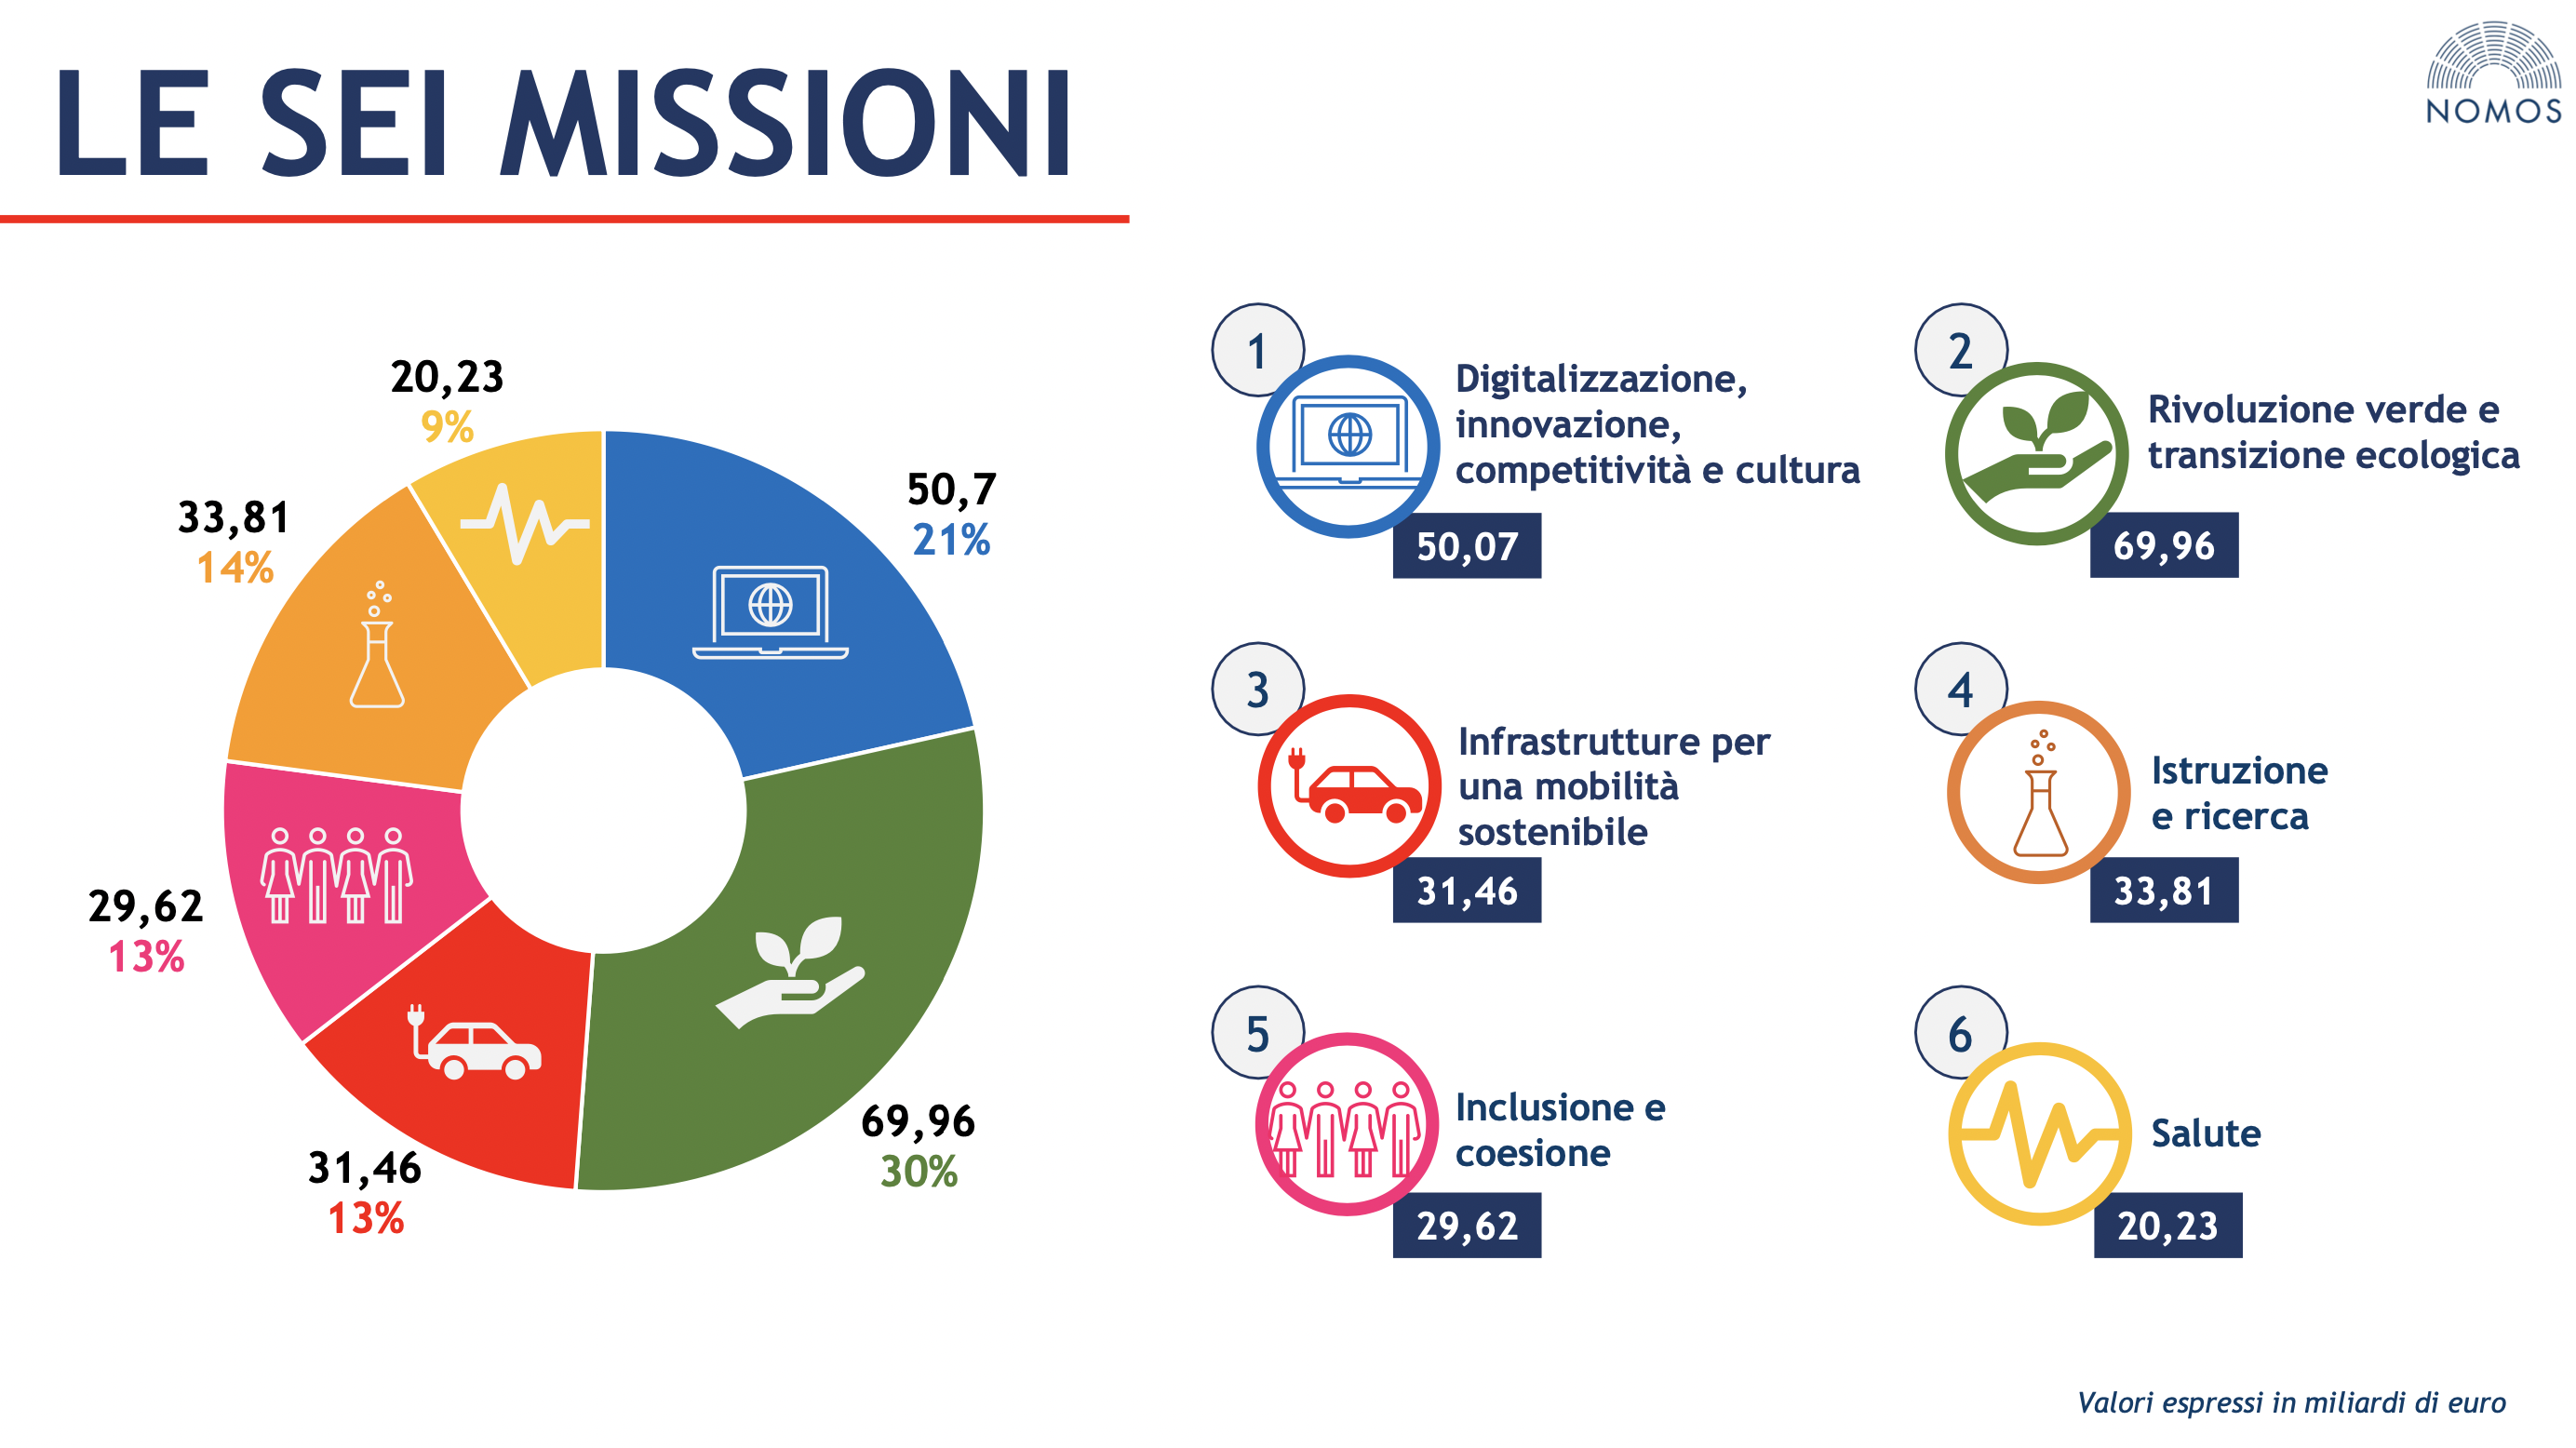 LE SEI MISSIONI
NOMOS
20,23
9%
50,7
21%
33,81
14%
29,62
13%
31,46
13%
69,96
30%
1
Digitalizzazione,
innovazione,
competitività e cultura
50,07
2
Rivoluzione verde e
transizione ecologica
69,96
3
Infrastrutture per
una mobilità
sostenibile
31,46
4
Istruzione
e ricerca
33,81
5
Inclusione e
coesione
29,62
6
Salute
20,23
Valori espressi in miliardi di euro